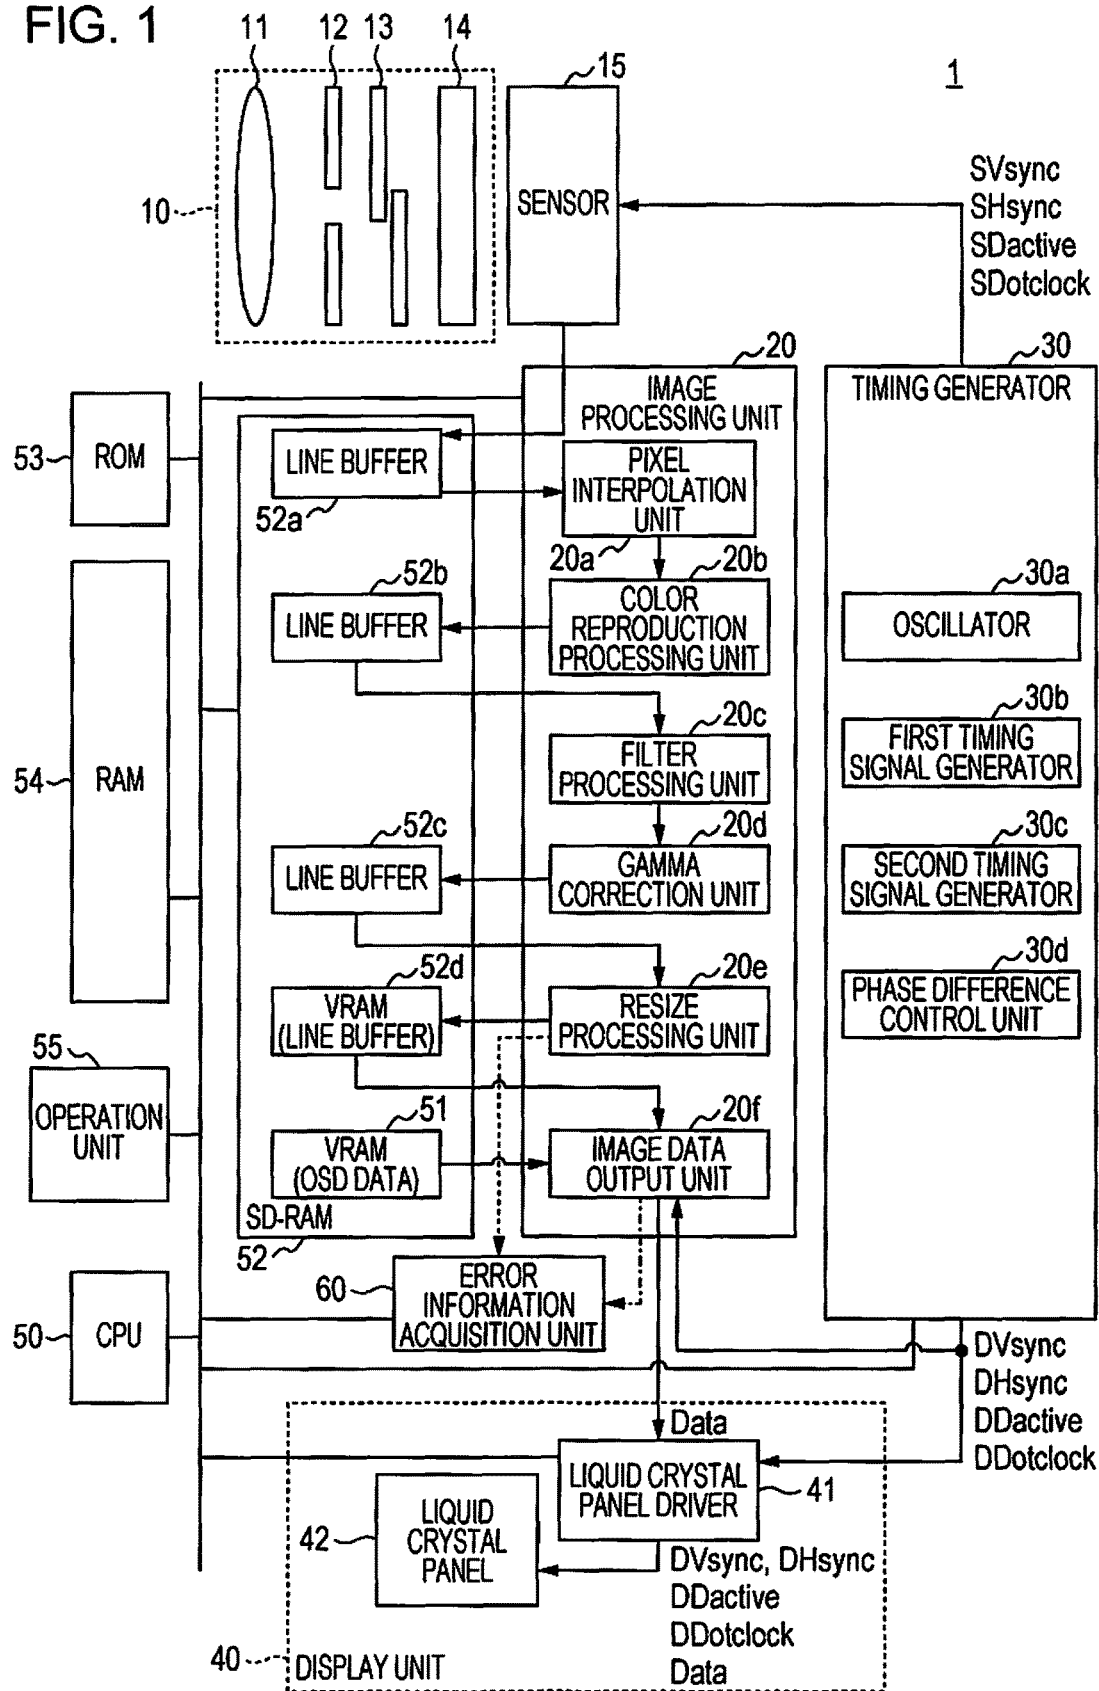 FIG. 1
11
12
13
14
15
1
10
SENSOR
SVsync
SHsync
SDactive
SDotclock
20
30
IMAGE
PROCESSING UNIT
TIMING GENERATOR
53
ROM
LINE BUFFER
52a
PIXEL
INTERPOLATION
UNIT
20a
20b
52b
LINE BUFFER
COLOR
REPRODUCTION
PROCESSING UNIT
30a
OSCILLATOR
54
RAM
20c
FILTER
PROCESSING UNIT
30b
FIRST TIMING
SIGNAL GENERATOR
52c
LINE BUFFER
20d
GAMMA
CORRECTION UNIT
30c
SECOND TIMING
SIGNAL GENERATOR
52d
VRAM
(LINE BUFFER)
20e
RESIZE
PROCESSING UNIT
30d
PHASE DIFFERENCE
CONTROL UNIT
55
OPERATION
UNIT
51
VRAM
(OSD DATA)
20f
IMAGE DATA
OUTPUT UNIT
SD-RAM
52
60
ERROR
INFORMATION
ACQUISITION UNIT
50
CPU
DVsync
DHsync
DDactive
DDotclock
Data
LIQUID CRYSTAL
PANEL DRIVER
41
42
LIQUID
CRYSTAL
PANEL
DVsync, DHsync
DDactive
DDotclock
Data
40
DISPLAY UNIT